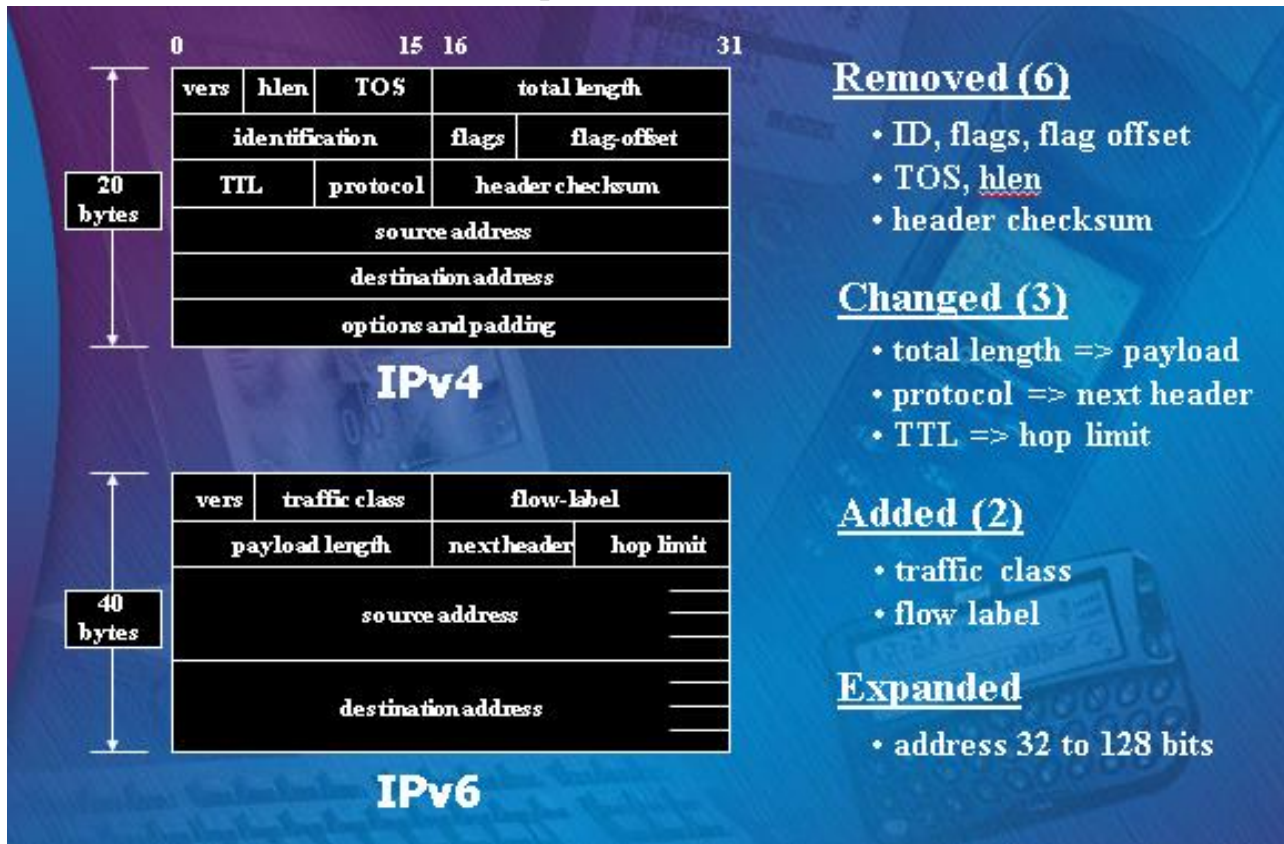 0 15 16 31
vers hlen TOS total length
identification flags flag-offset
TTL protocol header checksum
source address
destination address
options and padding
20
bytes
IPv4
vers traffic class flow-label
payload length next header hop limit
source address
destination address
40
bytes
IPv6
Removed (6)
• ID, flags, flag offset
• TOS, hlen
• header checksum
Changed (3)
• total length => payload
• protocol => next header
• TTL => hop limit
Added (2)
• traffic class
• flow label
Expanded
• address 32 to 128 bits